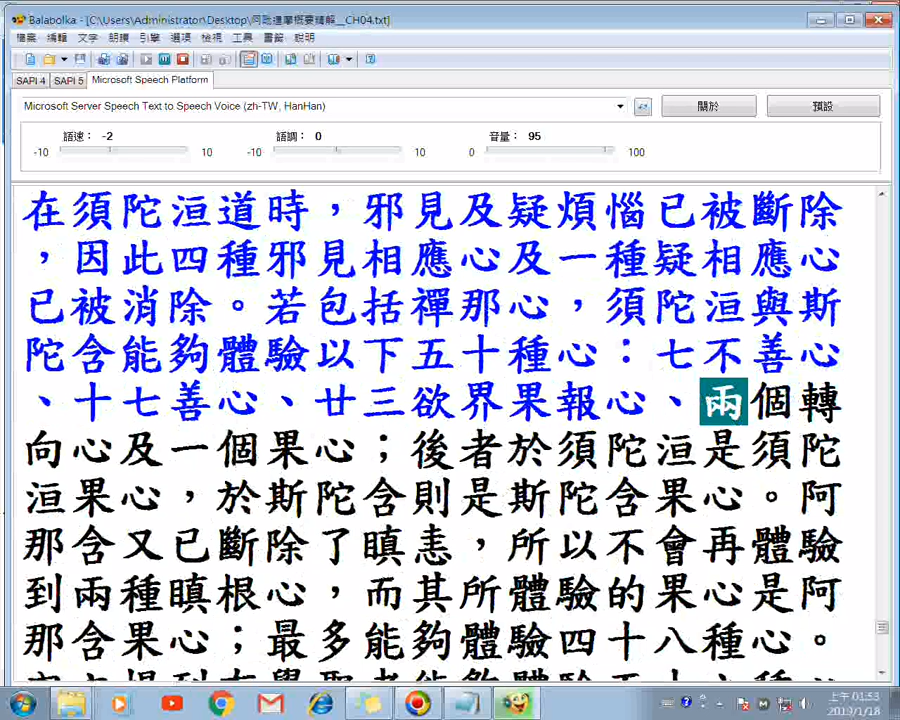 Balabolka - [C:\Users\Administrator\Desktop\阿毗達摩概要精解__CH04.txt]
檔案 編輯 文字 朗讀 引擎 選項 檢視 工具 書籤 說明
SAPI 4 SAPI 5 Microsoft Speech Platform
Microsoft Server Speech Text to Speech Voice (zh-TW, HanHan) 關於 預設
語速： -2 語調： 0 音量： 95
-10 10 -10 10 0 100
在須陀洹道時，邪見及疑煩惱已被斷除
，因此四種邪見相應心及一種疑相應心
已被消除。若包括禪那心，須陀洹與斯
陀含能夠體驗以下五十種心：七不善心
、十七善心、廿三欲界果報心、兩個轉
向心及一個果心；後者於須陀洹是須陀
洹果心，於斯陀含則是斯陀含果心。阿
那含又已斷除了瞋恚，所以不會再體驗
到兩種瞋根心，而其所體驗的果心是阿
那含果心；最多能夠體驗四十八種心。
上午 01:53
2019/1/18